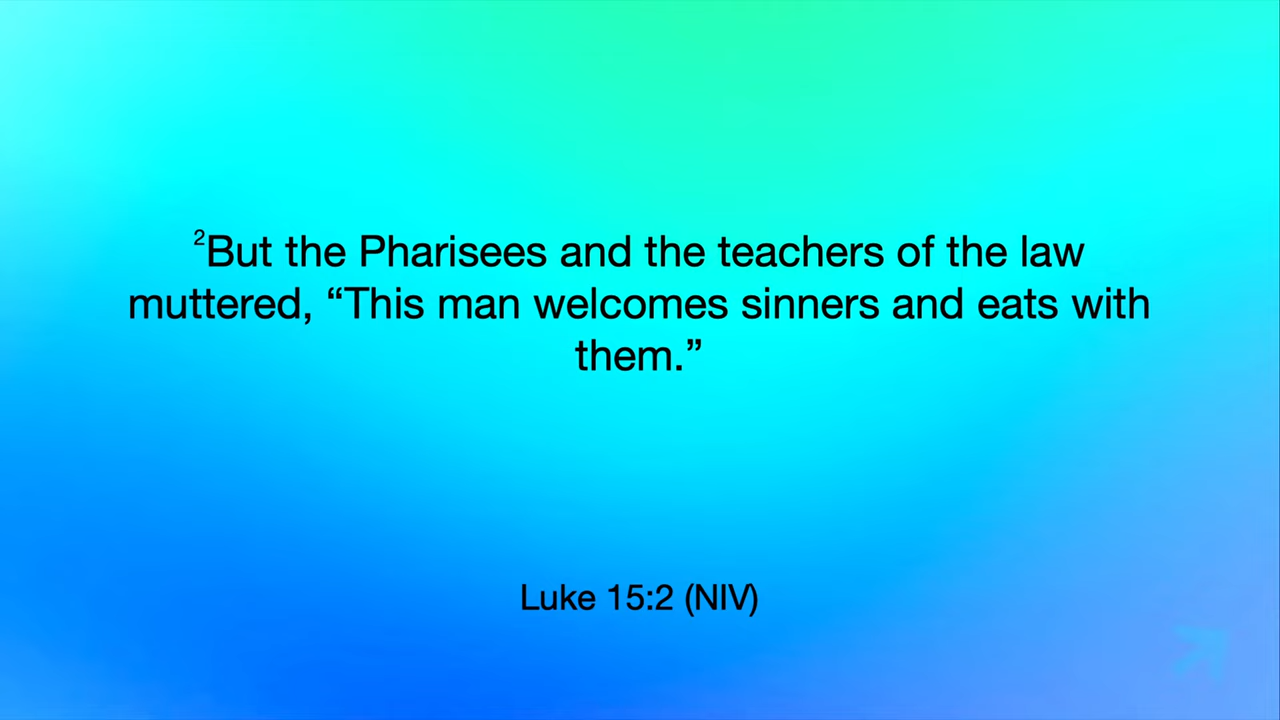 ²But the Pharisees and the teachers of the law
muttered, “This man welcomes sinners and eats with
them.”
Luke 15:2 (NIV)